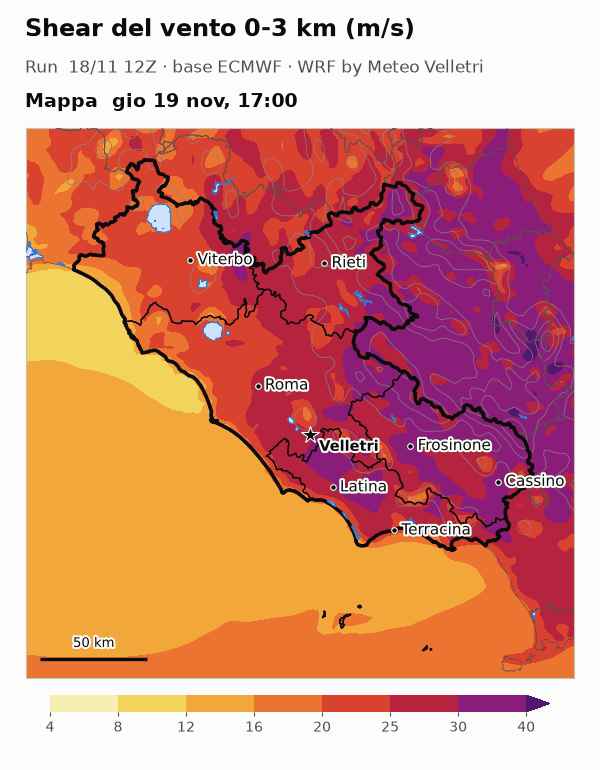 Shear del vento 0-3 km (m/s)
Run  18/11 12Z · base ECMWF · WRF by Meteo Velletri
Mappa  gio 19 nov, 17:00
Viterbo
Rieti
Roma
Velletri
Frosinone
Latina
Cassino
Terracina
50 km
4 8 12 16 20 25 30 40